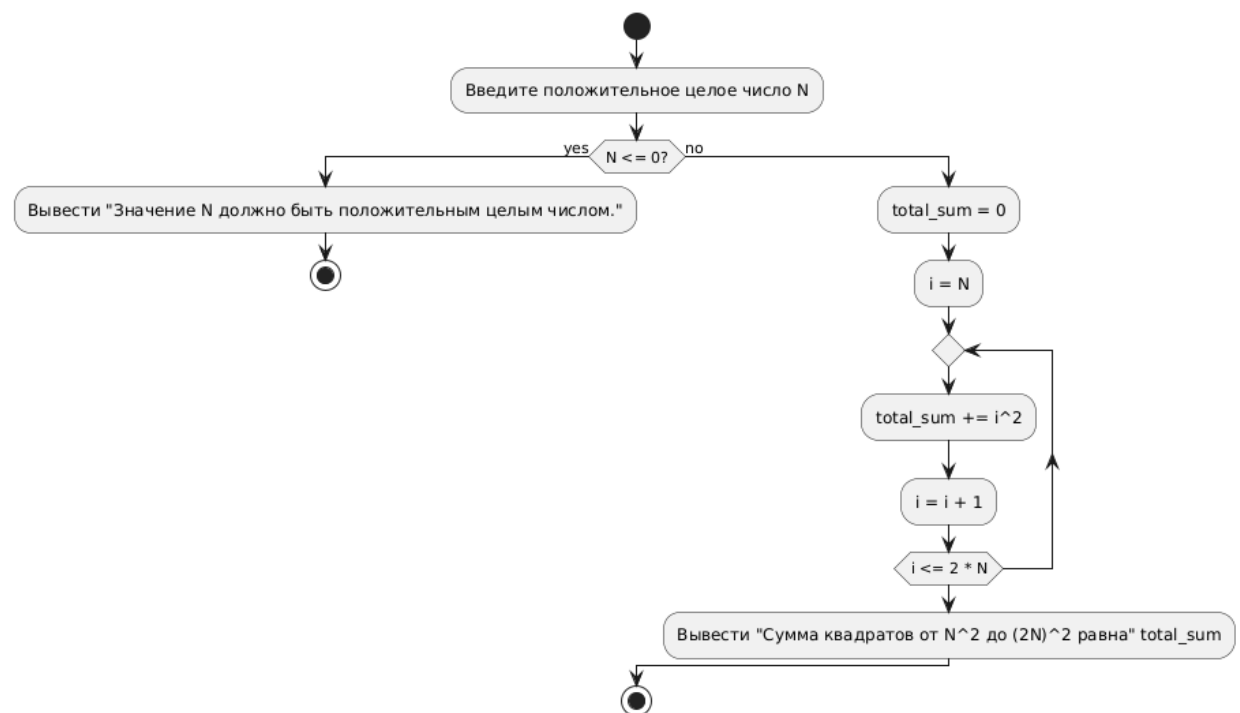 Введите положительное целое число N
yes
N <= 0?
no
Вывести "Значение N должно быть положительным целым числом."
total_sum = 0
i = N
total_sum += i^2
i = i + 1
i <= 2 * N
Вывести "Сумма квадратов от N^2 до (2N)^2 равна" total_sum